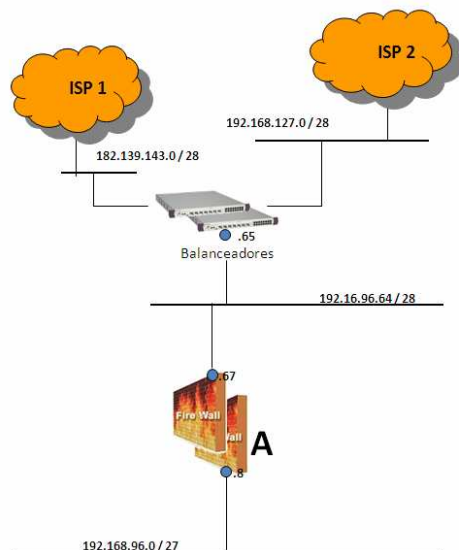 ISP 1
ISP 2
192.168.127.0 / 28
182.139.143.0 / 28
.65
Balanceadores
192.16.96.64 / 28
.67
Fire Wall
Wall
A
.8
192.168.96.0 / 27